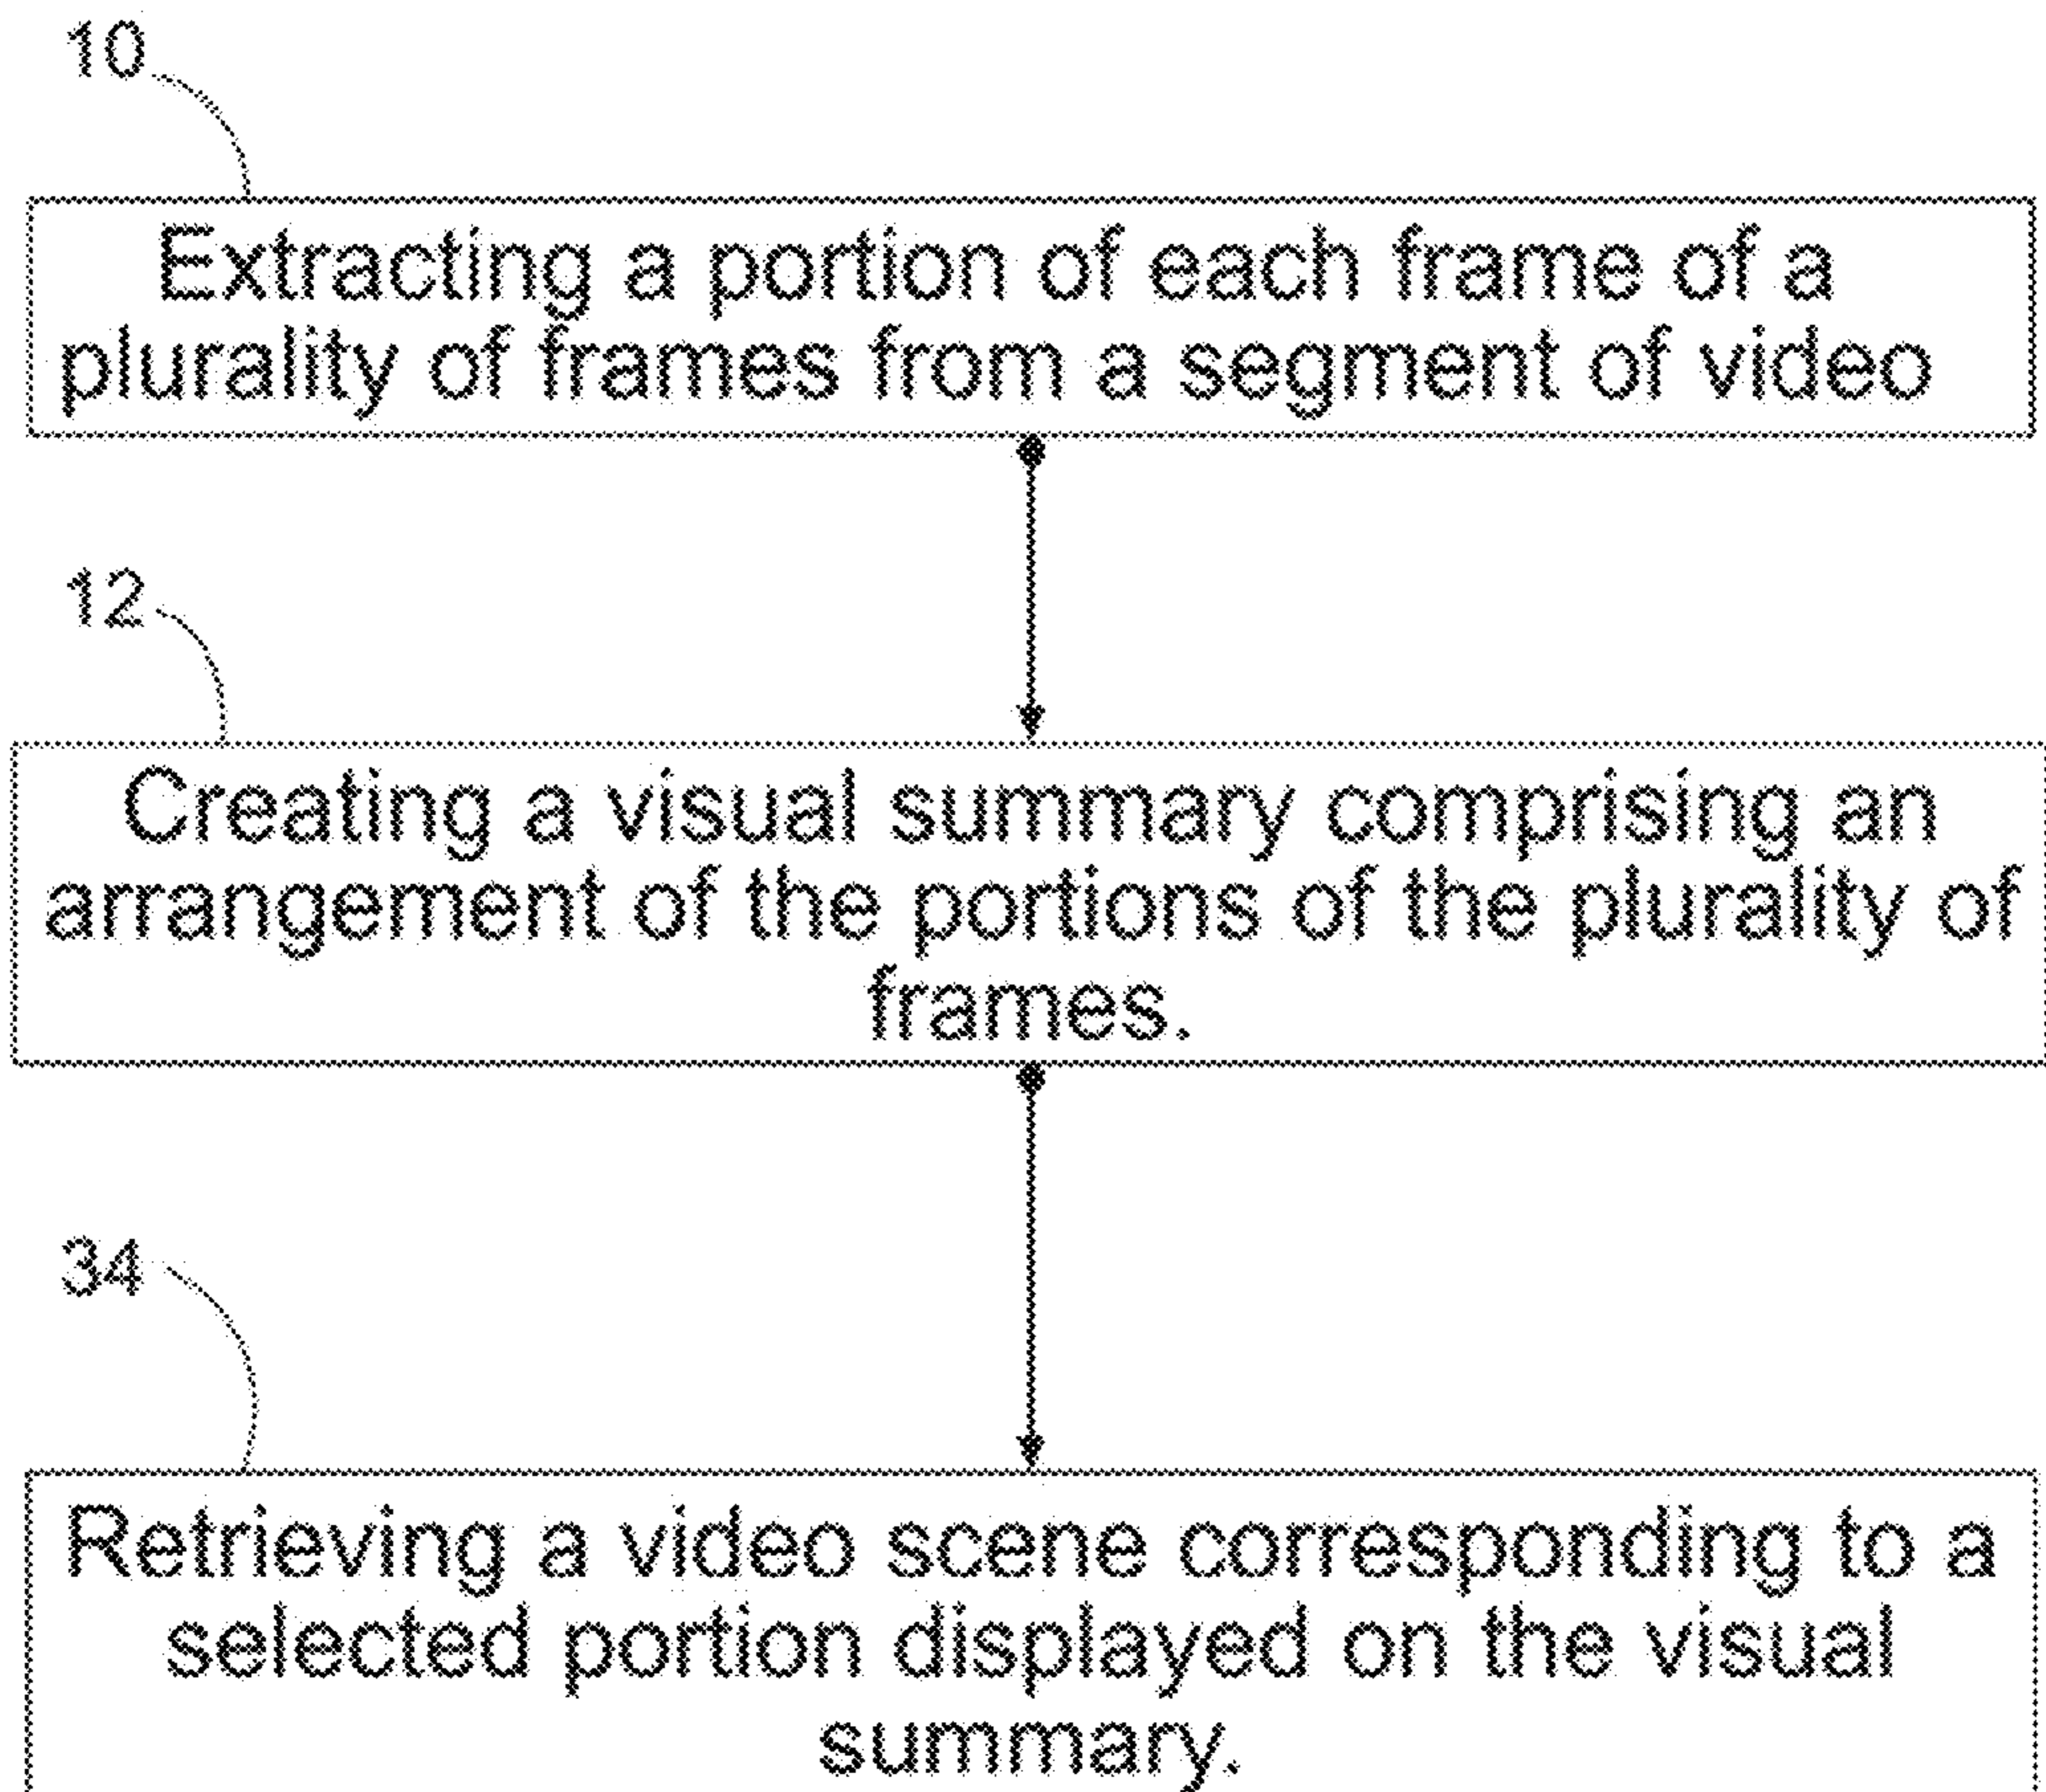 10
Extracting a portion of each frame of a
plurality of frames from a segment of video
12
Creating a visual summary comprising an
arrangement of the portions of the plurality of
frames.
34
Retrieving a video scene corresponding to a
selected portion displayed on the visual
summary.